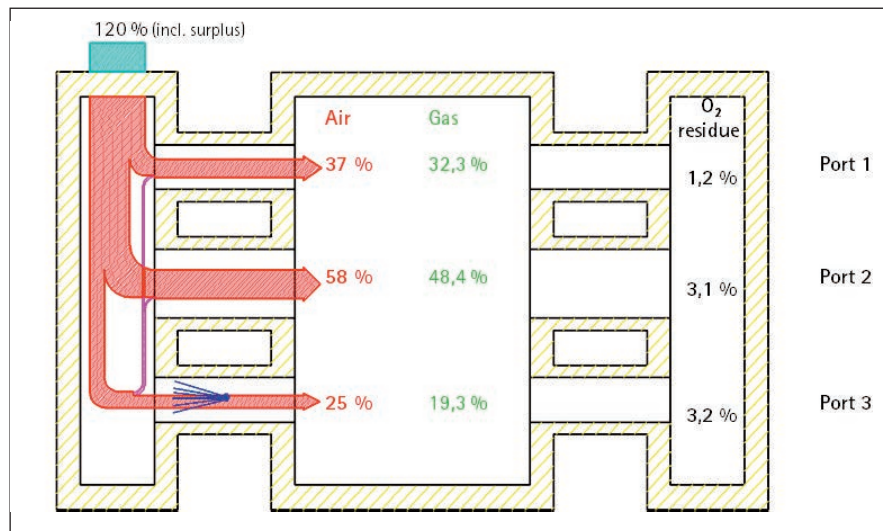 120 % (incl. surplus)
Air Gas O2 residue
37 % 32,3 % 1,2 % Port 1
58 % 48,4 % 3,1 % Port 2
25 % 19,3 % 3,2 % Port 3